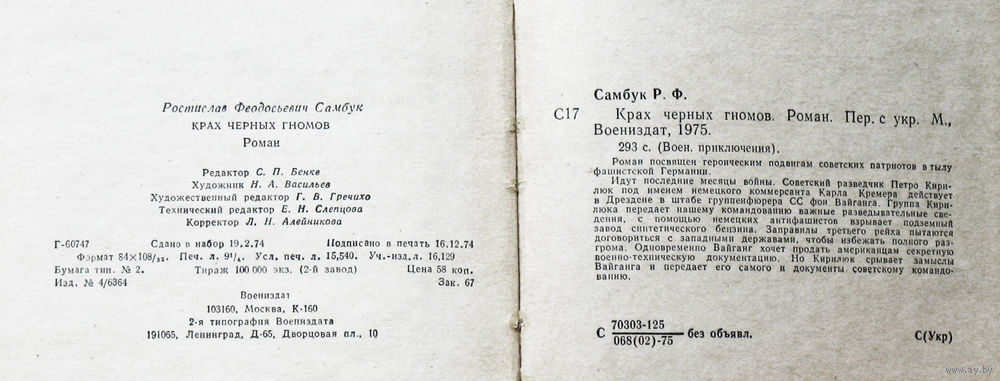 Ростислав Феодосьевич Самбук
КРАХ ЧЕРНЫХ ГНОМОВ
Роман
Редактор С. П. Бенке
Художник Н. А. Васильев
Художественный редактор Г. В. Гречихо
Технический редактор Е. Н. Слепцова
Корректор Л. Н. Алейникова
Г-60747 Сдано в набор 19.2.74 Подписано в печать 16.12.74
Формат 84×108/32. Печ. л. 9¼. Усл. печ. л. 15,540. Уч.-изд.л. 16,129
Бумага тип. № 2. Тираж 100 000 экз. (2-й завод) Цена 58 коп.
Изд. № 4/6364 Зак. 67
Воениздат
103160, Москва, К-160
2-я типография Воениздата
191065, Ленинград, Д-65, Дворцовая пл., 10
Самбук Р. Ф.
С17 Крах черных гномов. Роман. Пер. с укр. М.,
Воениздат, 1975.
293 с. (Воен. приключения).
Роман посвящен героическим подвигам советских патриотов в тылу
фашистской Германии.
Идут последние месяцы войны. Советский разведчик Петро Кири-
люк под именем немецкого коммерсанта Карла Кремера действует
в Дрездене в штабе группенфюрера СС фон Вайганга. Группа Кири-
люка передает нашему командованию важные разведывательные све-
дения, с помощью немецких антифашистов взрывает подземный
завод синтетического бензина. Заправилы третьего рейха пытаются
договориться с западными державами, чтобы избежать полного раз-
грома. Одновременно Вайганг хочет продать американцам секретную
военно-техническую документацию. Но Кирилюк срывает замыслы
Вайганга и передает его самого и документы советскому командо-
ванию.
С 70303-125
068(02)-75 без объявл. С(Укр)
www.ay.by